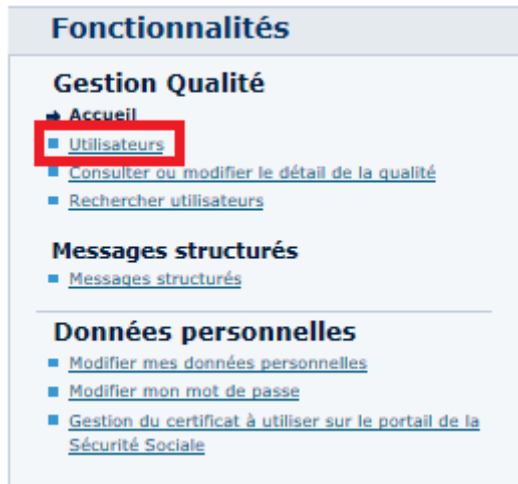 Fonctionnalités
Gestion Qualité
Accueil
Utilisateurs
Consulter ou modifier le détail de la qualité
Rechercher utilisateurs
Messages structurés
Messages structurés
Données personnelles
Modifier mes données personnelles
Modifier mon mot de passe
Gestion du certificat à utiliser sur le portail de la
Sécurité Sociale